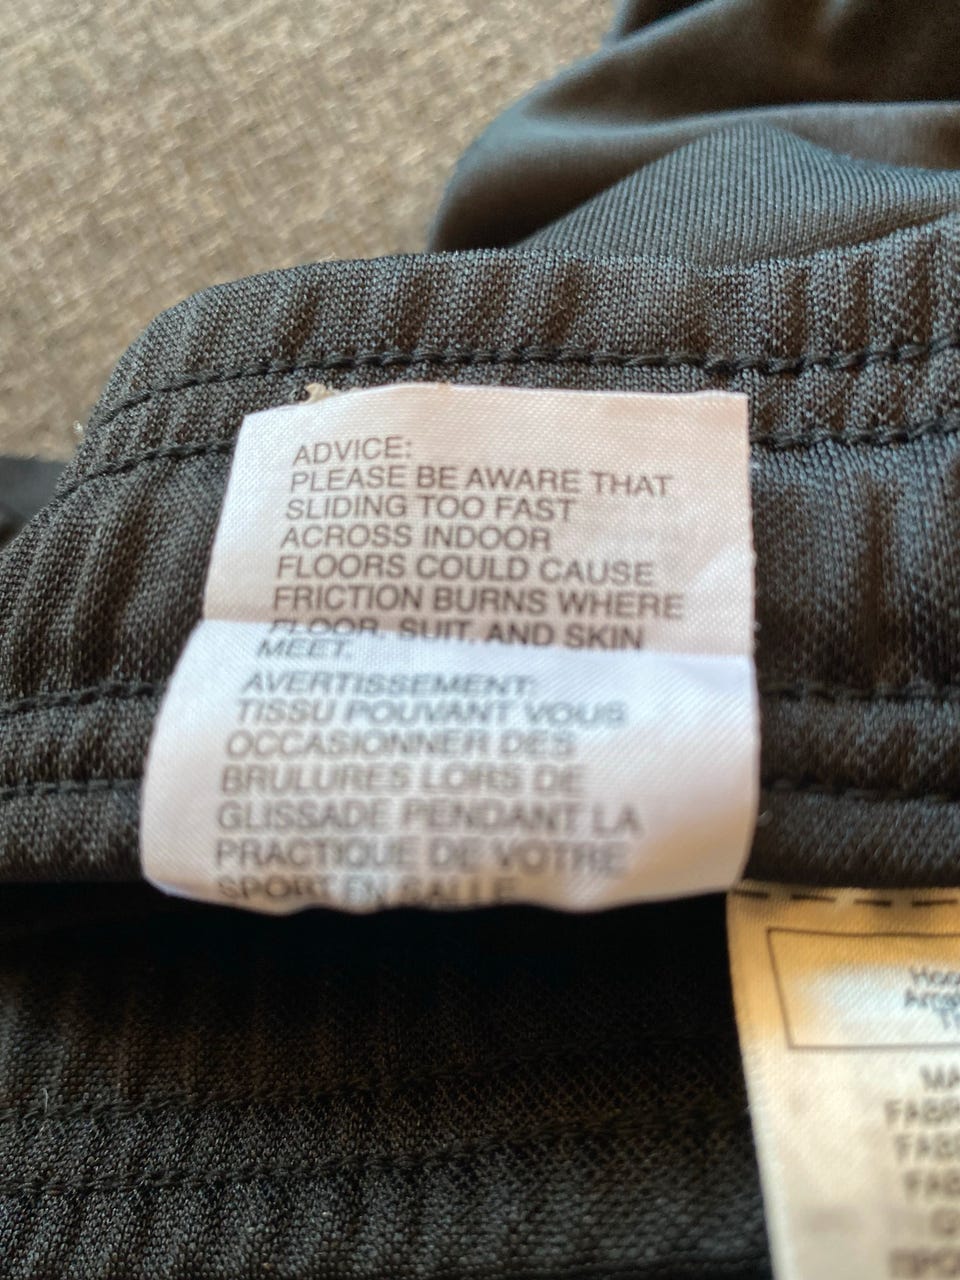 ADVICE:
PLEASE BE AWARE THAT
SLIDING TOO FAST
ACROSS INDOOR
FLOORS COULD CAUSE
FRICTION BURNS WHERE
FLOOR, SUIT, AND SKIN
MEET.
AVERTISSEMENT:
TISSU POUVANT VOUS
OCCASIONNER DES
BRULURES LORS DE
GLISSADE PENDANT LA
PRACTIQUE DE VOTRE
SPORT EN SALLE